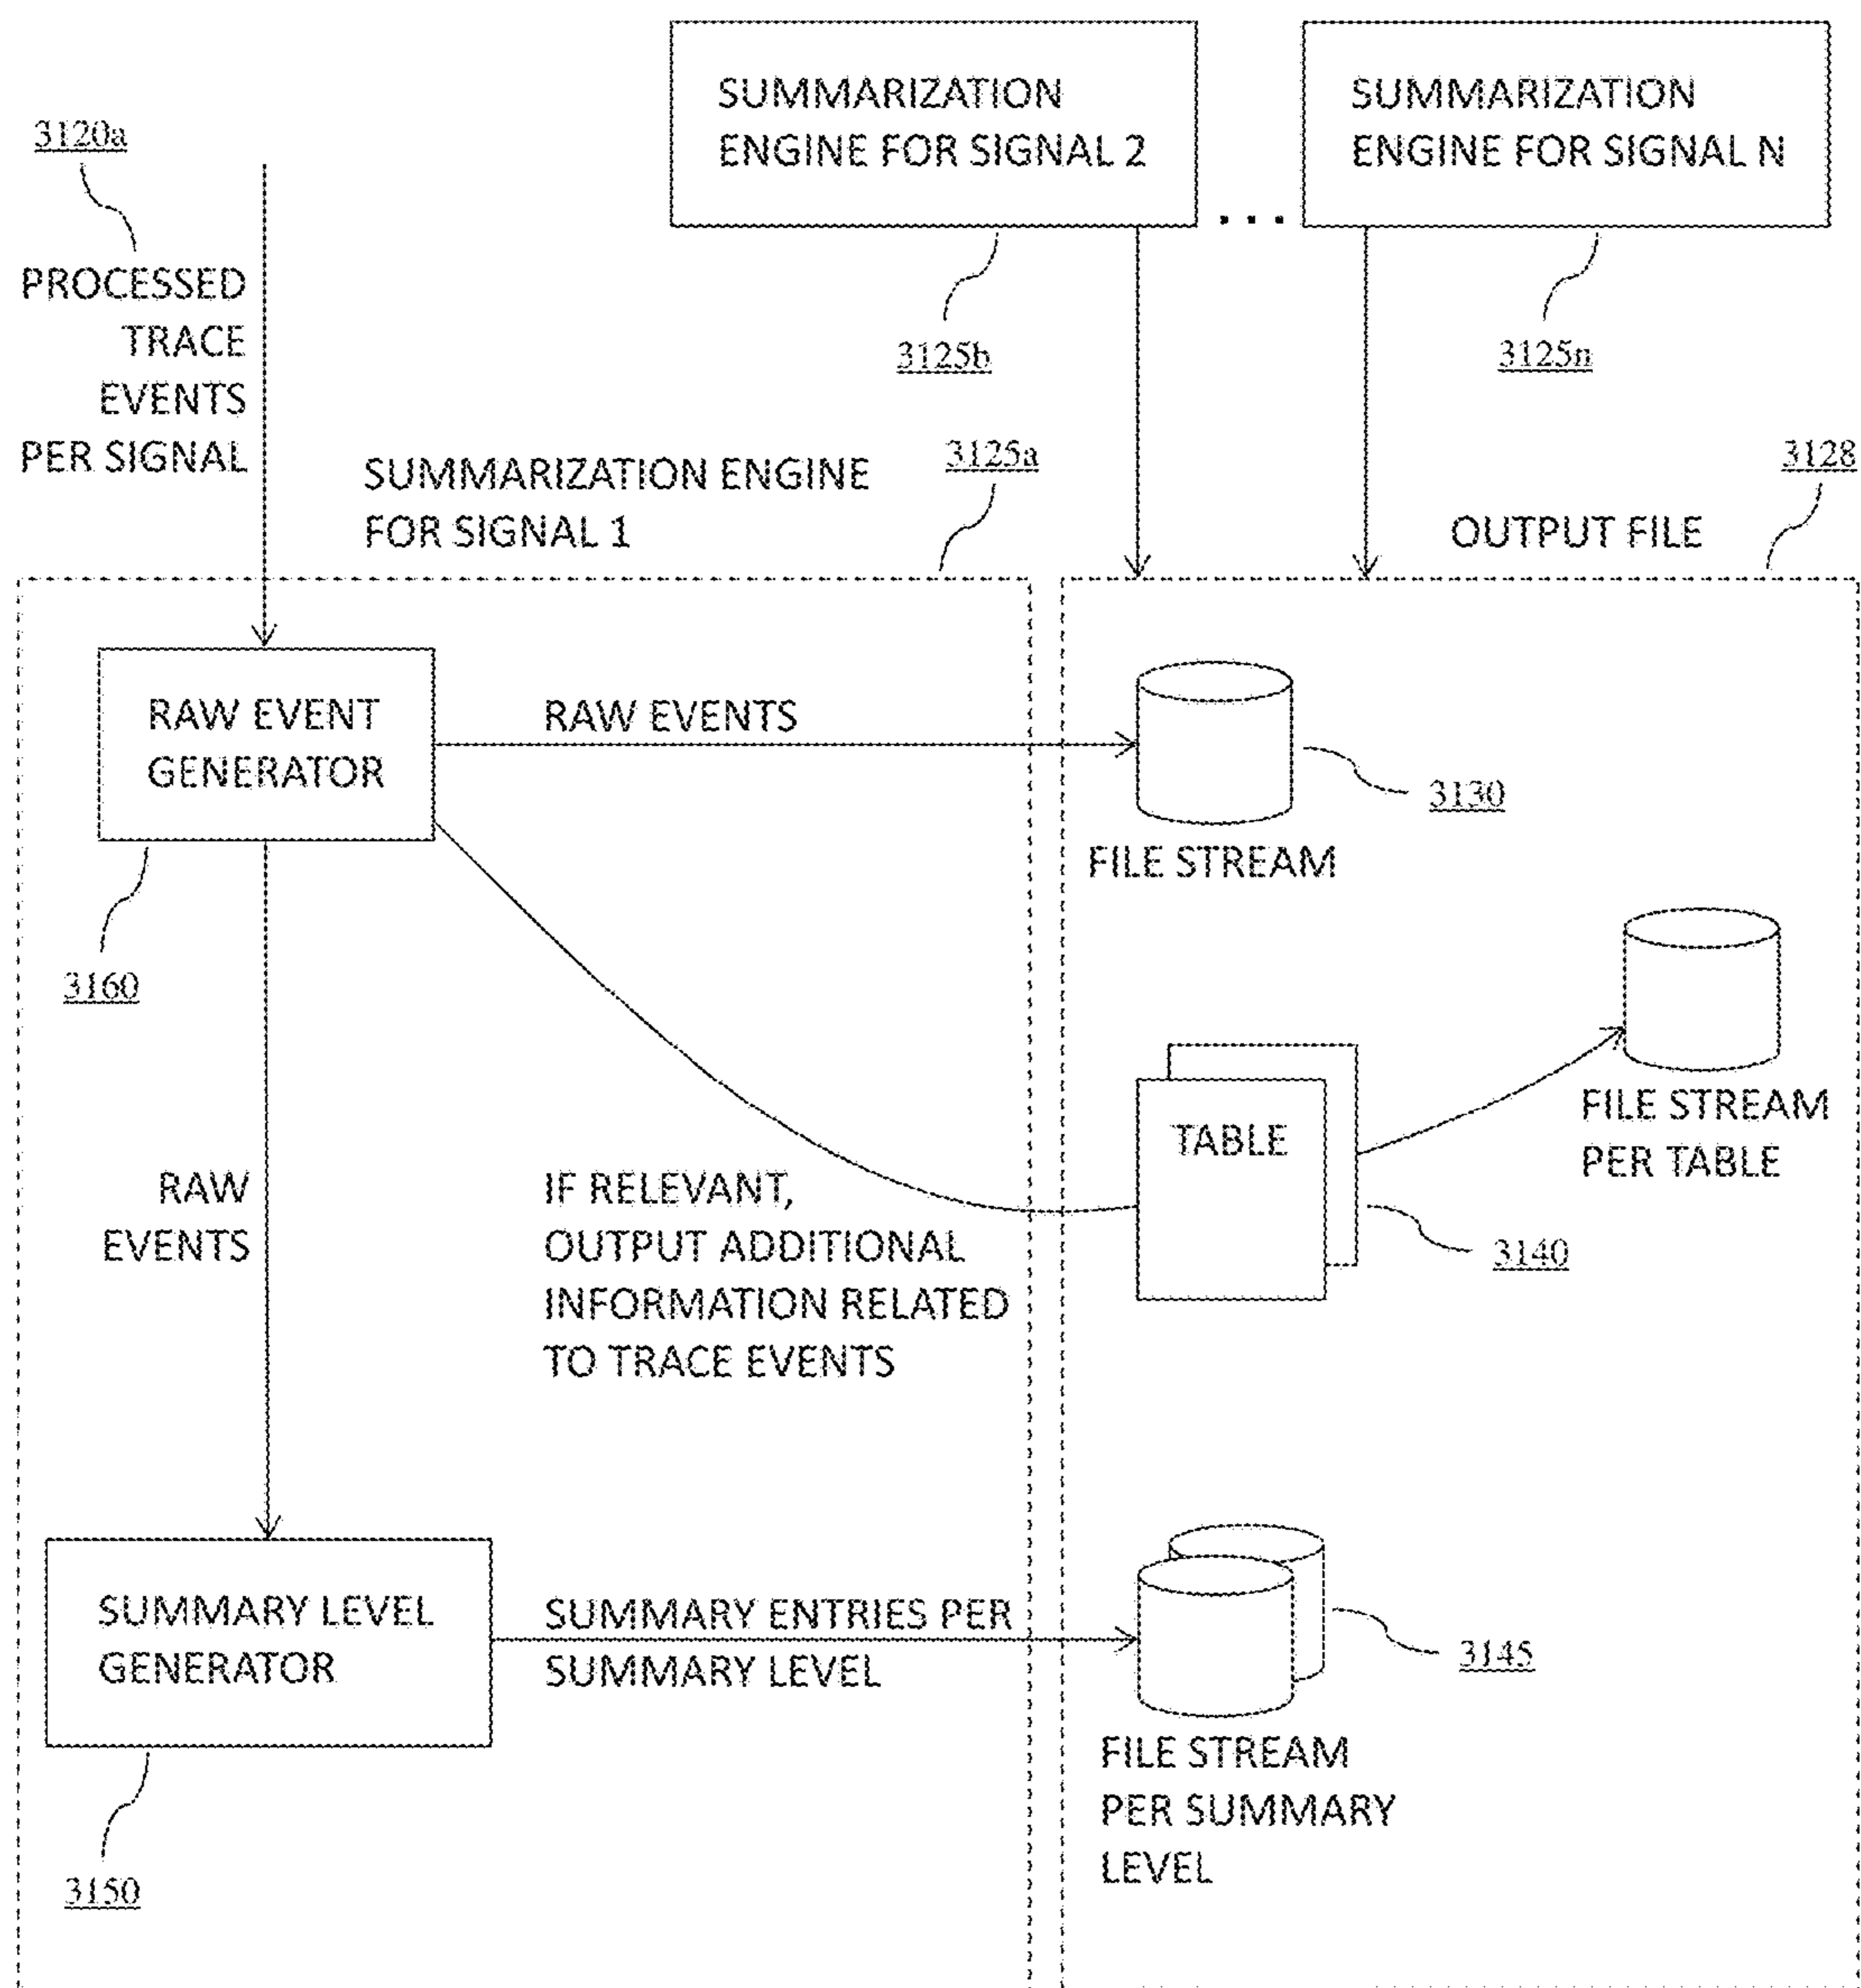 SUMMARIZATION
ENGINE FOR SIGNAL 2
SUMMARIZATION
ENGINE FOR SIGNAL N
. . .
3120a
PROCESSED
TRACE
EVENTS
PER SIGNAL
3125b
3125n
SUMMARIZATION ENGINE
FOR SIGNAL 1
3125a
3128
OUTPUT FILE
RAW EVENT
GENERATOR
RAW EVENTS
3130
FILE STREAM
3160
TABLE
FILE STREAM
PER TABLE
RAW
EVENTS
IF RELEVANT,
OUTPUT ADDITIONAL
INFORMATION RELATED
TO TRACE EVENTS
3140
SUMMARY LEVEL
GENERATOR
SUMMARY ENTRIES PER
SUMMARY LEVEL
3145
FILE STREAM
PER SUMMARY
LEVEL
3150